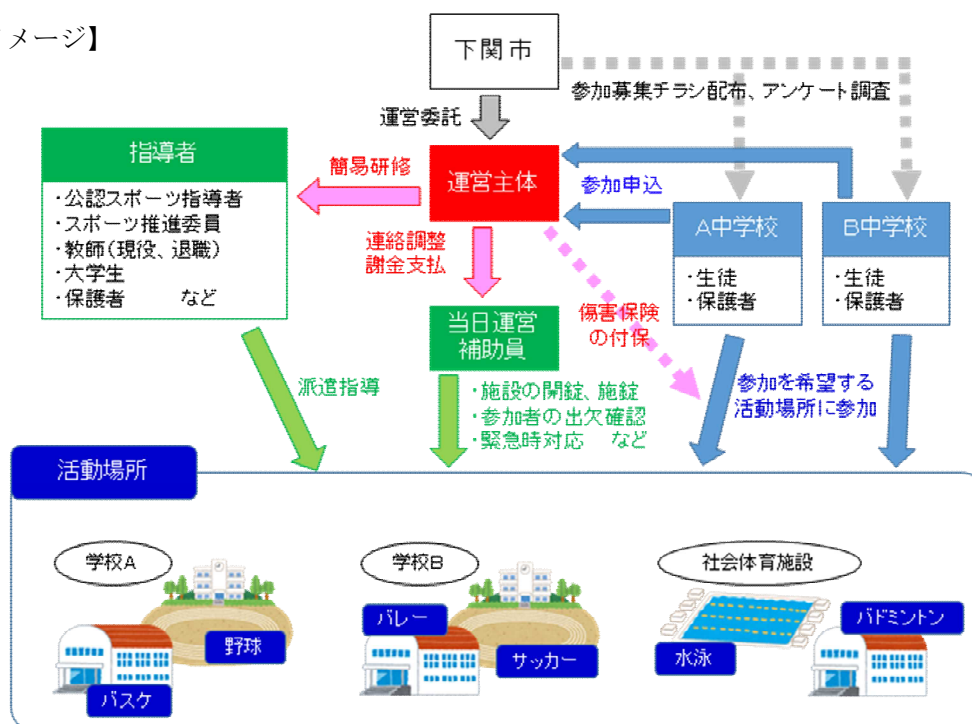 メージ】
下関市
参加募集チラシ配布、アンケート調査
運営委託
指導者
・公認スポーツ指導者
・スポーツ推進委員
・教師(現役、退職)
・大学生
・保護者　　など
簡易研修
運営主体
参加申込
A中学校
・生徒
・保護者
B中学校
・生徒
・保護者
連絡調整
謝金支払
当日運営
補助員
傷害保険
の付保
派遣指導
・施設の開錠、施錠
・参加者の出欠確認
・緊急時対応　など
参加を希望する
活動場所に参加
活動場所
学校A
野球
バスケ
学校B
バレー
サッカー
社会体育施設
水泳
バドミントン